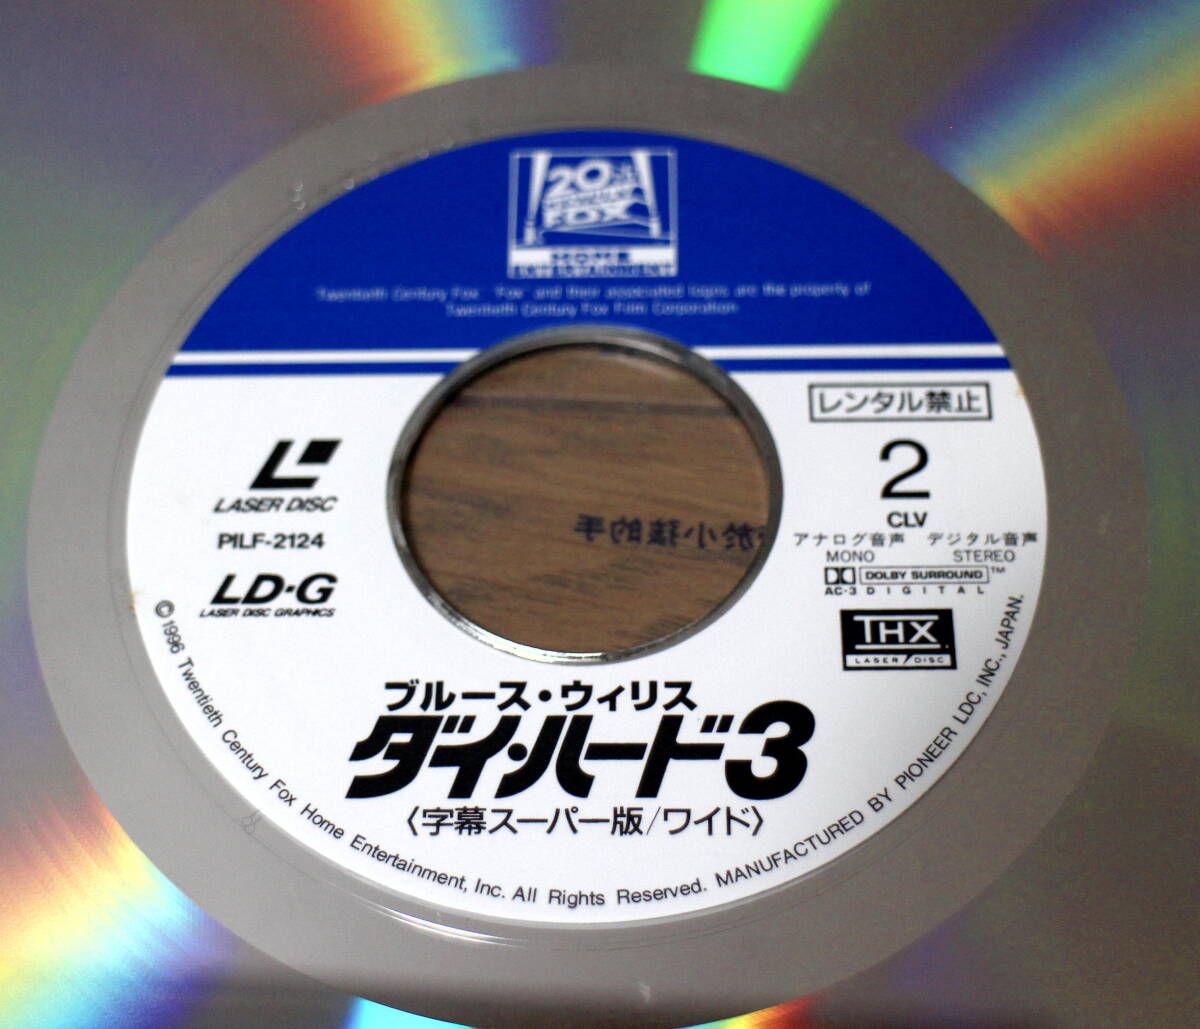 20th
CENTURY
FOX
HOME
ENTERTAINMENT
Twentieth Century Fox, "Fox" and their associated logos are the property of
Twentieth Century Fox Film Corporation
レンタル禁止
2
CLV
アナログ音声 デジタル音声
MONO STEREO
DOLBY SURROUND™
AC-3 DIGITAL
THX
LASER DISC
LASER DISC
PILF-2124
LD·G
LASER DISC GRAPHICS
ブルース・ウィリス
ダイ・ハード3
〈字幕スーパー版/ワイド〉
©1996 Twentieth Century Fox Home Entertainment, Inc. All Rights Reserved. MANUFACTURED BY PIONEER LDC, INC., JAPAN.